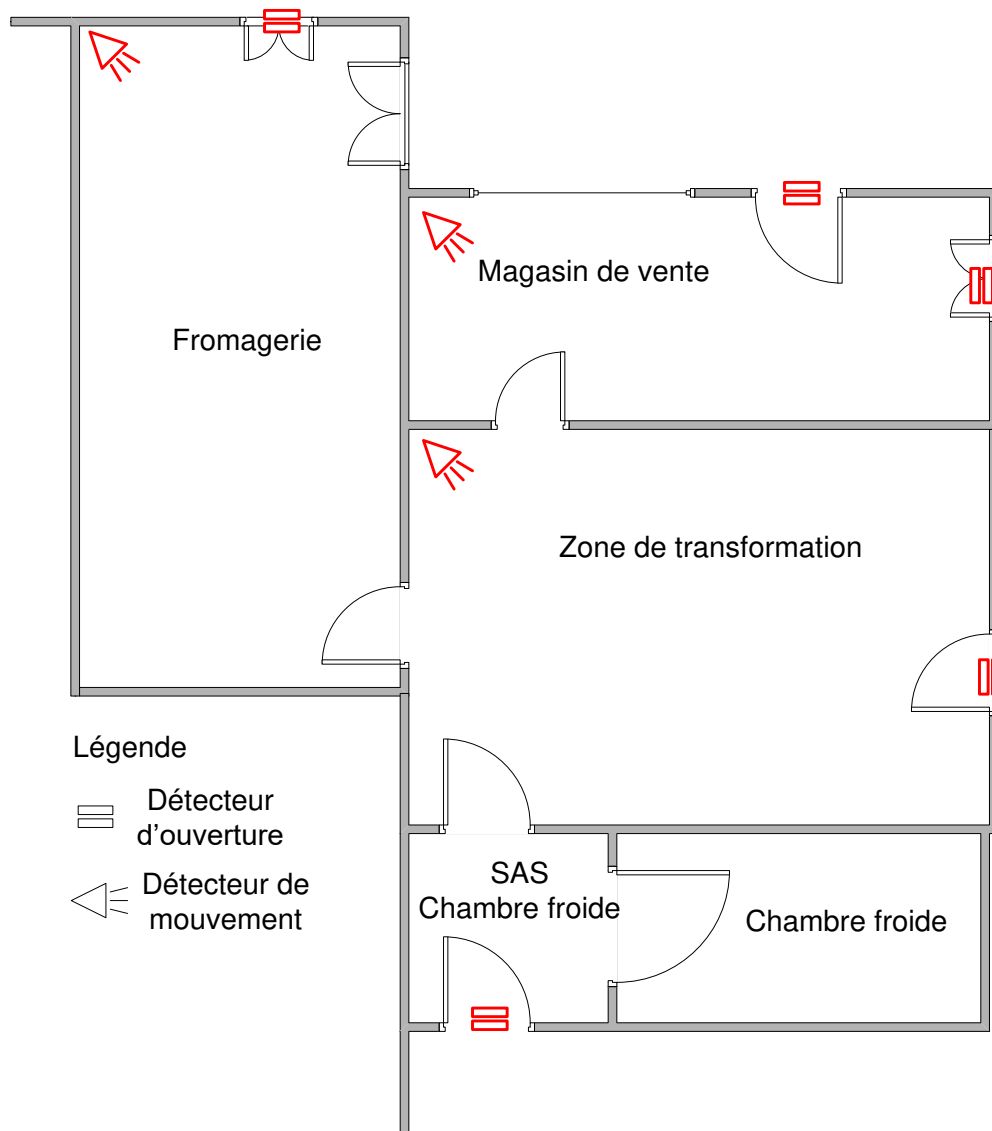 Magasin de vente
Fromagerie
Zone de transformation
Légende
Détecteur
d'ouverture
Détecteur de
mouvement
SAS
Chambre froide
Chambre froide